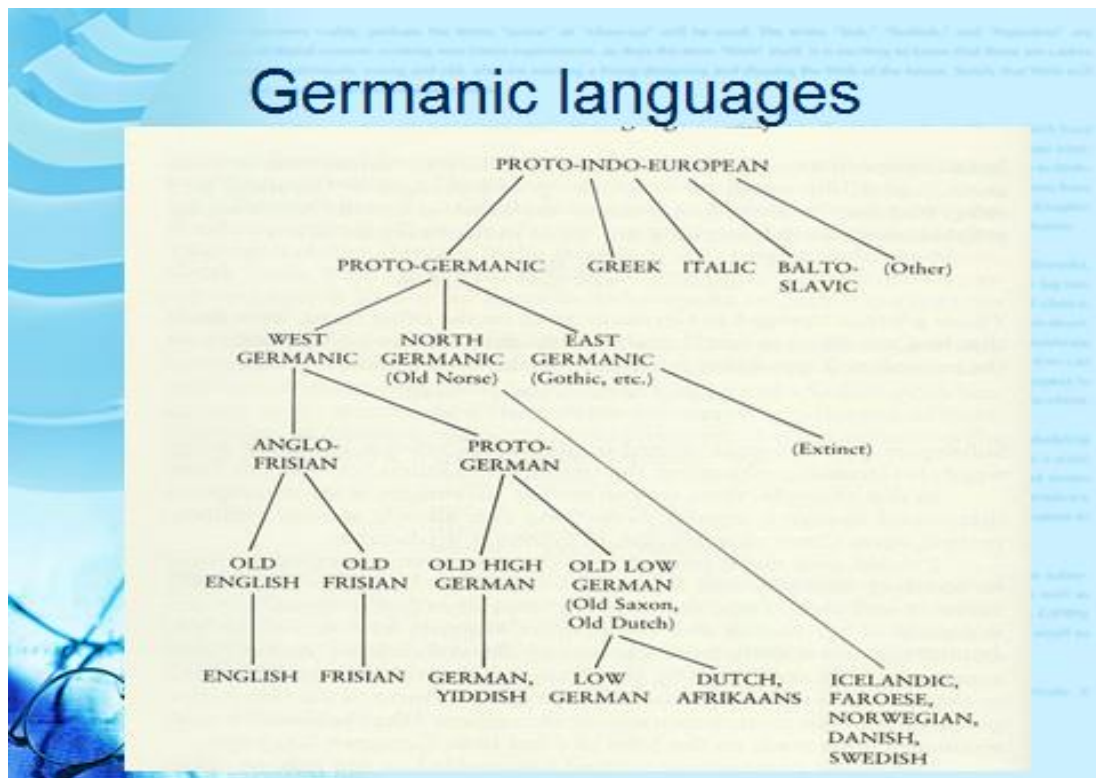 Germanic languages
PROTO-INDO-EUROPEAN
PROTO-GERMANIC GREEK ITALIC BALTO-
SLAVIC (Other)
WEST
GERMANIC
NORTH
GERMANIC
(Old Norse)
EAST
GERMANIC
(Gothic, etc.)
ANGLO-
FRISIAN
PROTO-
GERMAN
(Extinct)
OLD
ENGLISH
OLD
FRISIAN
OLD HIGH
GERMAN
OLD LOW
GERMAN
(Old Saxon,
Old Dutch)
ENGLISH
FRISIAN
GERMAN,
YIDDISH
LOW
GERMAN
DUTCH,
AFRIKAANS
ICELANDIC,
FAROESE,
NORWEGIAN,
DANISH,
SWEDISH